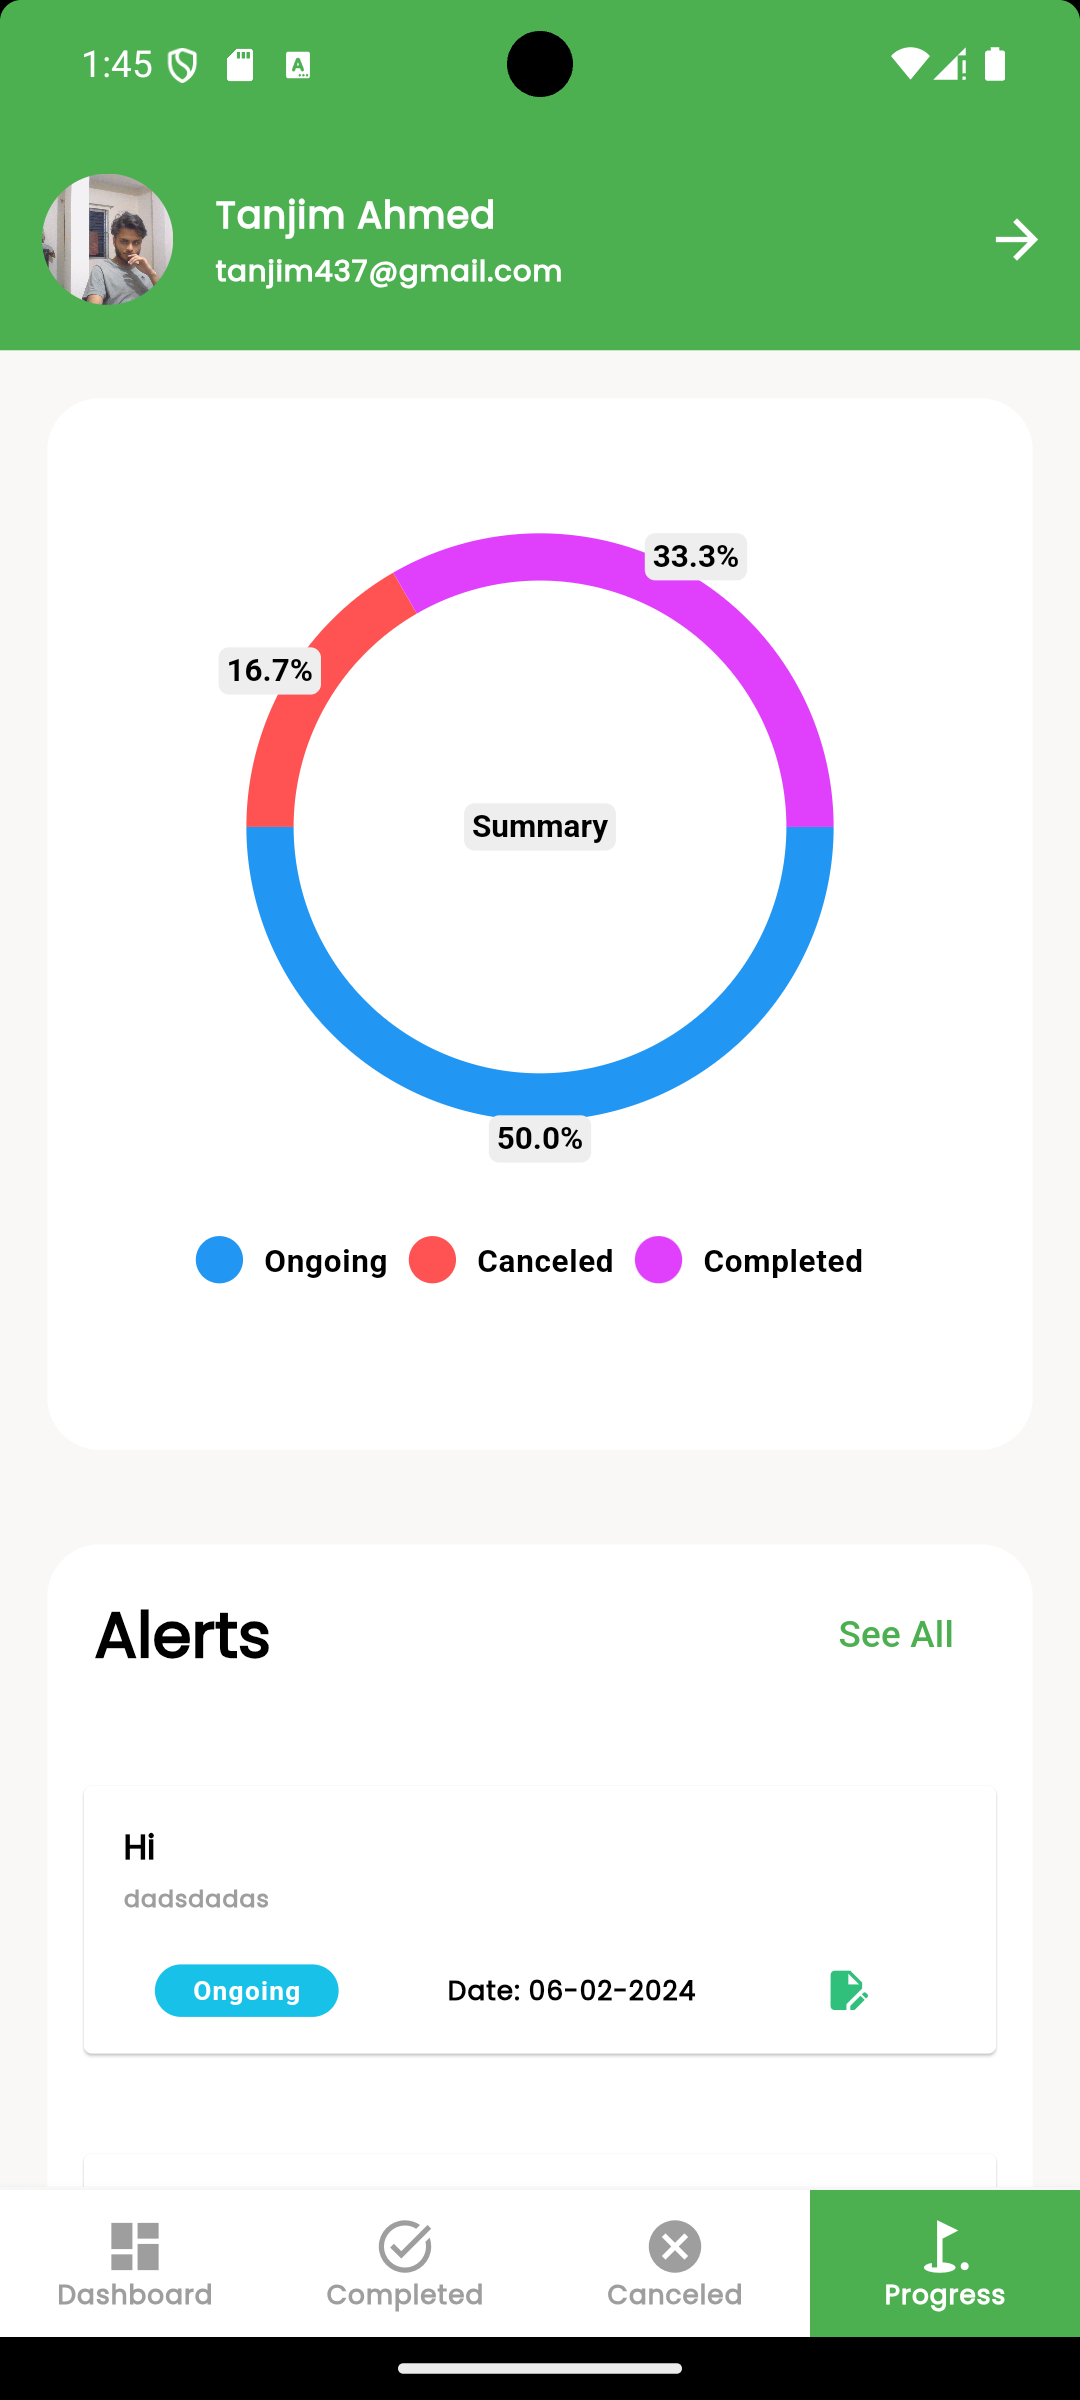 1:45
Tanjim Ahmed
tanjim437@gmail.com
33.3%
16.7%
Summary
50.0%
Ongoing Canceled Completed
Alerts See All
Hi
dadsdadas
Ongoing Date: 06-02-2024
Dashboard Completed Canceled Progress